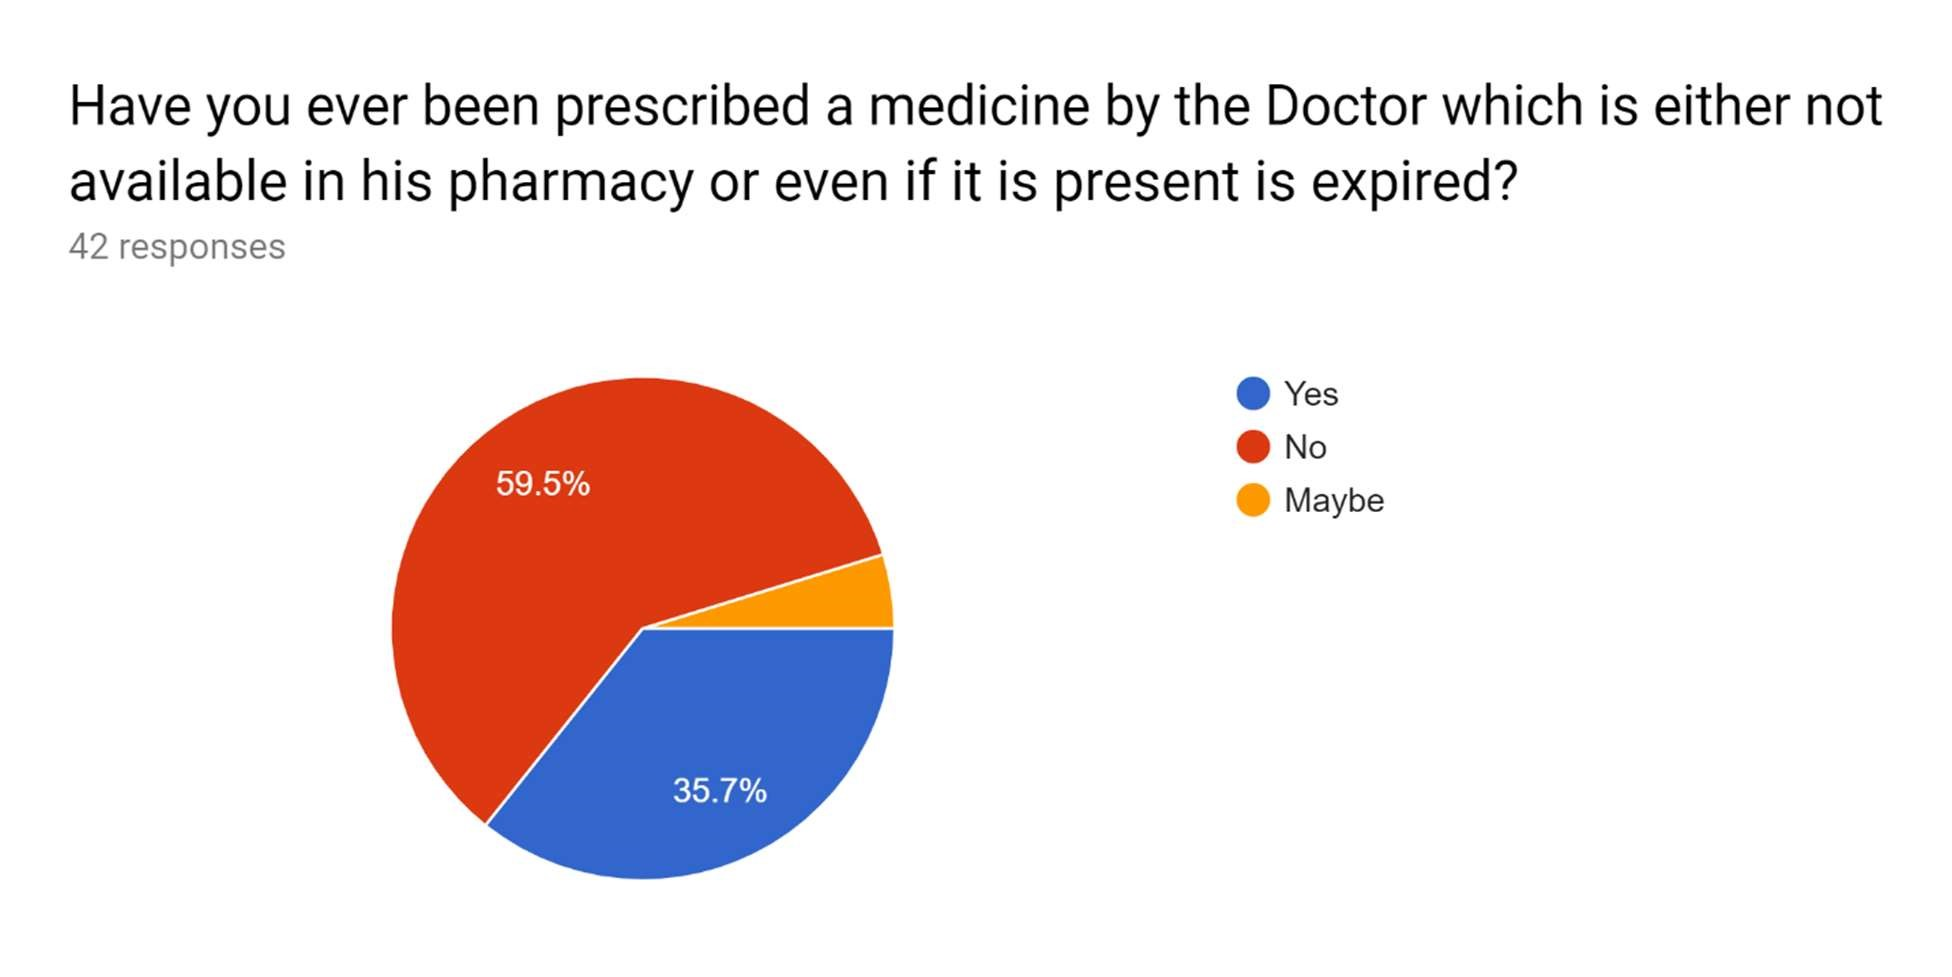 Have you ever been prescribed a medicine by the Doctor which is either not
available in his pharmacy or even if it is present is expired?
42 responses
Yes
No
Maybe
59.5%
35.7%